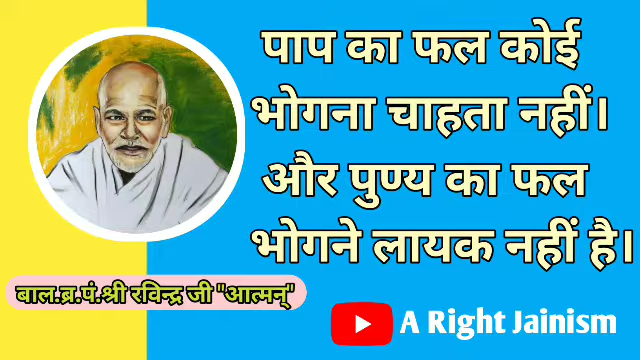 पाप का फल कोई
भोगना चाहता नहीं।
और पुण्य का फल
भोगने लायक नहीं है।
बाल.ब्र.पं.श्री रविन्द्र जी "आत्मन्"
A Right Jainism